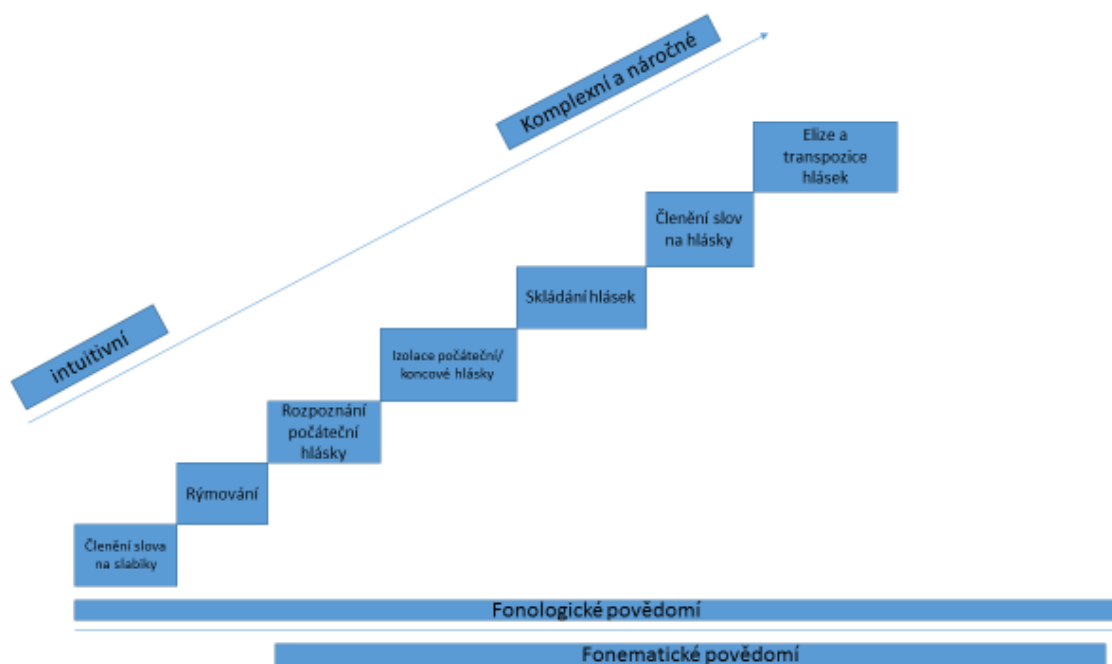 Komplexní a náročné
Elize a
transpozice
hlásek
Členění slov
na hlásky
Skládání hlásek
intuitivní
Izolace počáteční/
koncové hlásky
Rozpoznání
počáteční
hlásky
Rýmování
Členění slova
na slabiky
Fonologické povědomí
Fonematické povědomí